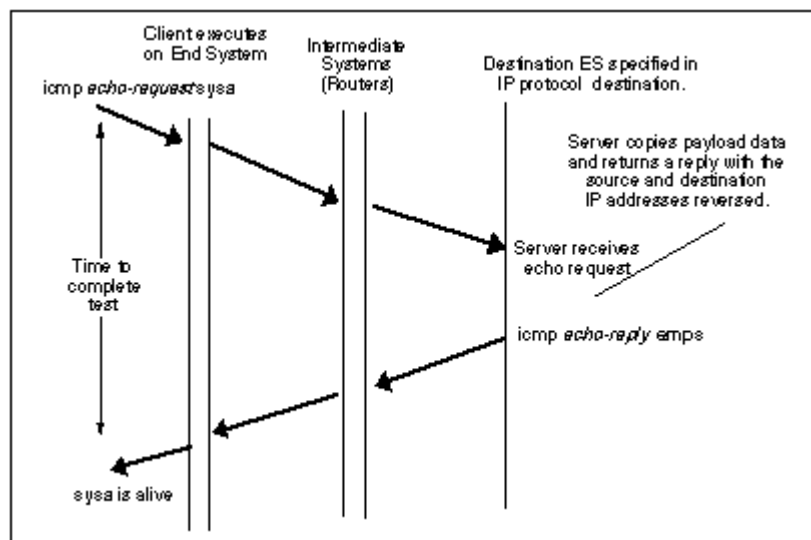 Client executes
on End System
Intermediate
Systems
(Routers)
Destination ES specified in
IP protocol destination.
icmp echo-request sysa
Server copies payload data
and returns a reply with the
source and destination
IP addresses reversed.
Server receives
echo request
Time to
complete
test
icmp echo-reply emps
sysa is alive